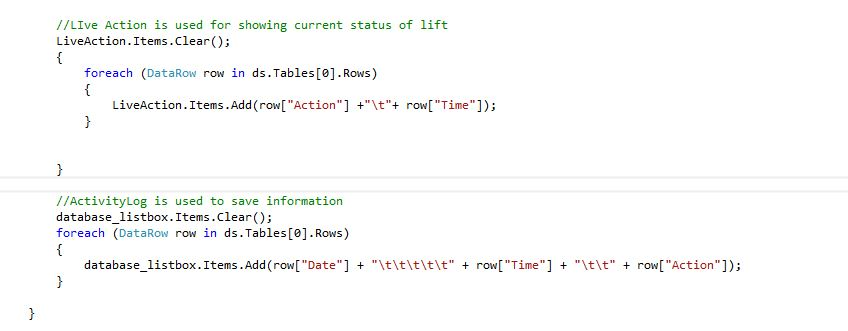 //LIve Action is used for showing current status of lift
LiveAction.Items.Clear();
{
foreach (DataRow row in ds.Tables[0].Rows)
{
LiveAction.Items.Add(row["Action"] +"\t"+ row["Time"]);
}
}
//ActivityLog is used to save information
database_listbox.Items.Clear();
foreach (DataRow row in ds.Tables[0].Rows)
{
database_listbox.Items.Add(row["Date"] + "\t\t\t\t\t" + row["Time"] + "\t\t" + row["Action"]);
}
}